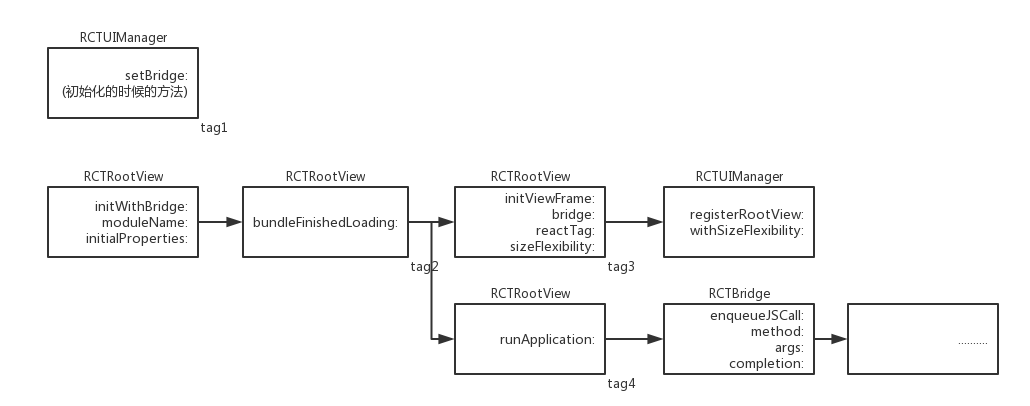 RCTUIManager
setBridge:
(初始化的时候的方法)
tag1
RCTRootView
initWithBridge:
moduleName:
initialProperties:
RCTRootView
bundleFinishedLoading:
tag2
RCTRootView
initViewFrame:
bridge:
reactTag:
sizeFlexibility:
tag3
RCTUIManager
registerRootView:
withSizeFlexibility:
RCTRootView
runApplication:
tag4
RCTBridge
enqueueJSCall:
method:
args:
completion:
..........